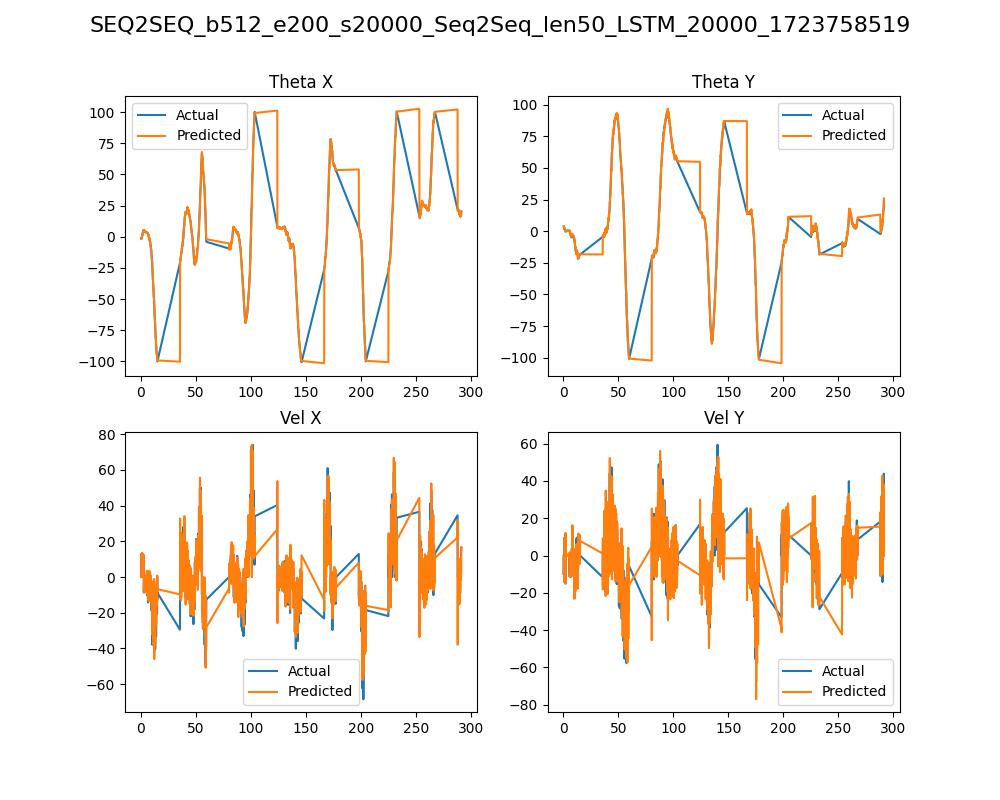 SEQ2SEQ_b512_e200_s20000_Seq2Seq_len50_LSTM_20000_1723758519
Theta X
Actual
Predicted
100
75
50
25
0
−25
−50
−75
−100
0 50 100 150 200 250 300
Theta Y
Actual
Predicted
100
75
50
25
0
−25
−50
−75
−100
0 50 100 150 200 250 300
Vel X
80
60
40
20
0
−20
−40
−60
Actual
Predicted
0 50 100 150 200 250 300
Vel Y
60
40
20
0
−20
−40
−60
−80
Actual
Predicted
0 50 100 150 200 250 300